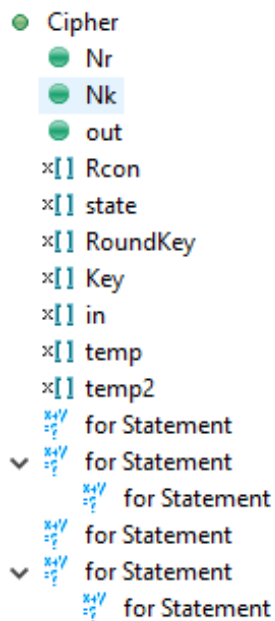 Cipher
Nr
Nk
out
x[] Rcon
x[] state
x[] RoundKey
x[] Key
x[] in
x[] temp
x[] temp2
x+y =? for Statement
x+y =? for Statement
x+y =? for Statement
x+y =? for Statement
x+y =? for Statement
x+y =? for Statement